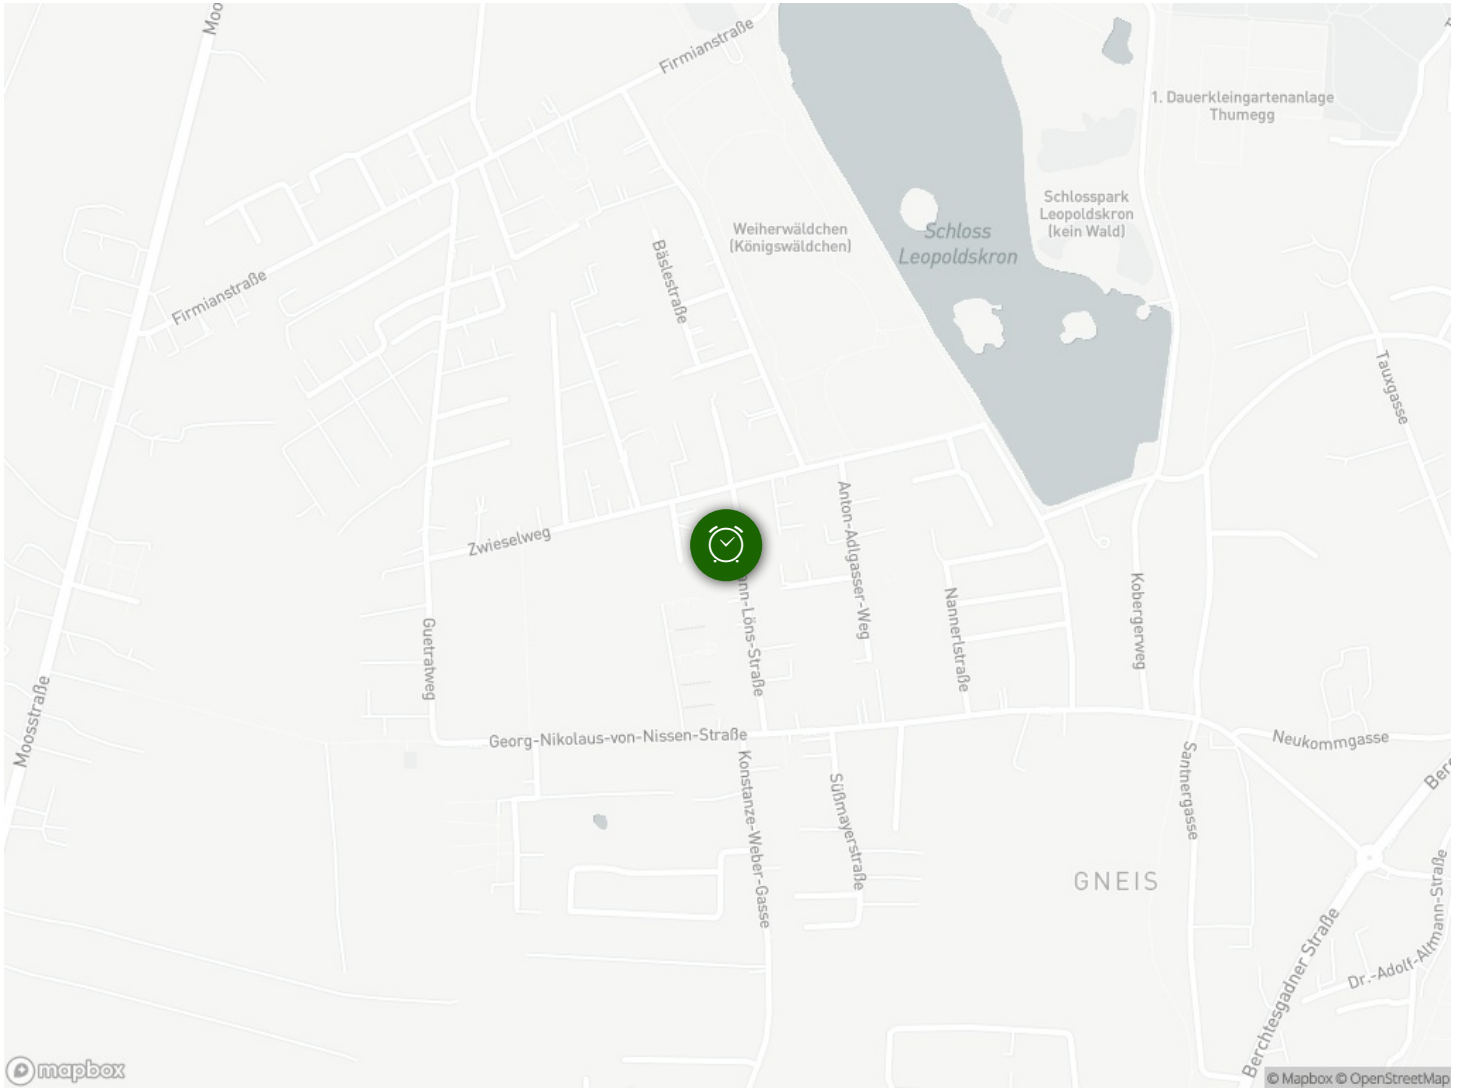 Moo
Firmianstraße
1. Dauerkleingartenanlage
Thumegg
Schlosspark
Leopoldskron
(kein Wald)
Weiherwäldchen
(Königswäldchen)
Schloss
Leopoldskron
Bäslestraße
Firmianstraße
Tauxgasse
Zwieselweg
Anton-Adlgasser-Weg
ann-Löns-Straße
Nannerlstraße
Kobergerweg
Guetratweg
Moosstraße
Georg-Nikolaus-von-Nissen-Straße
Neukommgasse
Konstanze-Weber-Gasse
Süßmayerstraße
Santnergasse
Berc
GNEIS
Dr.-Adolf-Altmann-Straße
Berchtesgadner Straße
mapbox
© Mapbox © OpenStreetMap